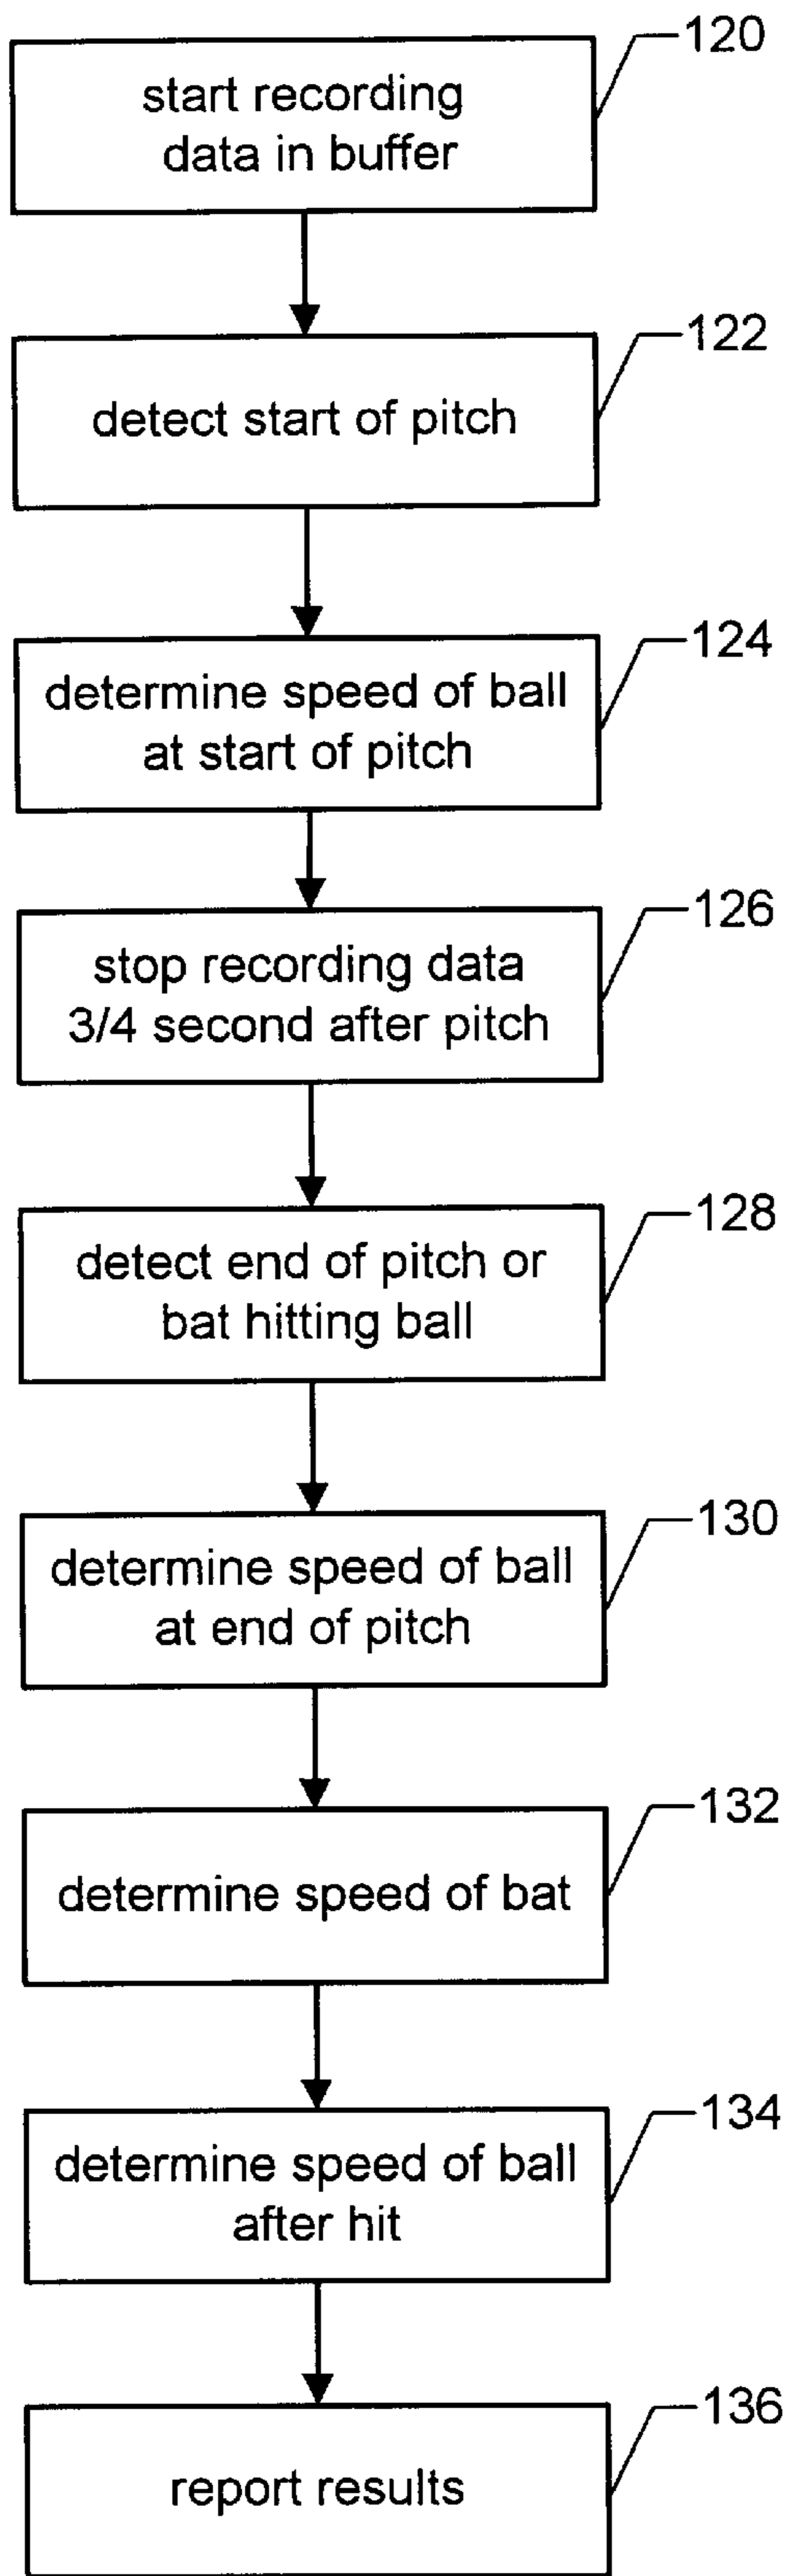 120
start recording
data in buffer
122
detect start of pitch
124
determine speed of ball
at start of pitch
126
stop recording data
3/4 second after pitch
128
detect end of pitch or
bat hitting ball
130
determine speed of ball
at end of pitch
132
determine speed of bat
134
determine speed of ball
after hit
136
report results